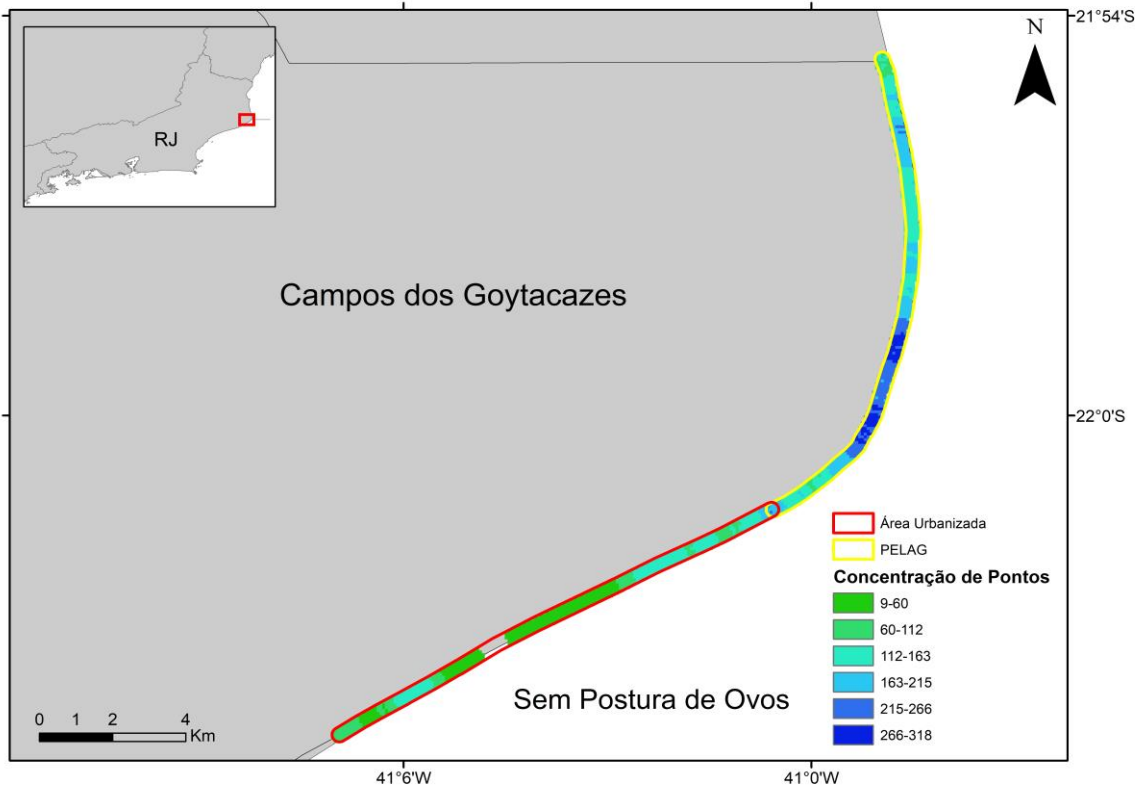 21°54'S
N
RJ
Campos dos Goytacazes
22°0'S
Área Urbanizada
PELAG
Concentração de Pontos
9-60
60-112
112-163
163-215
215-266
266-318
Sem Postura de Ovos
0 1 2 4
Km
41°6'W 41°0'W